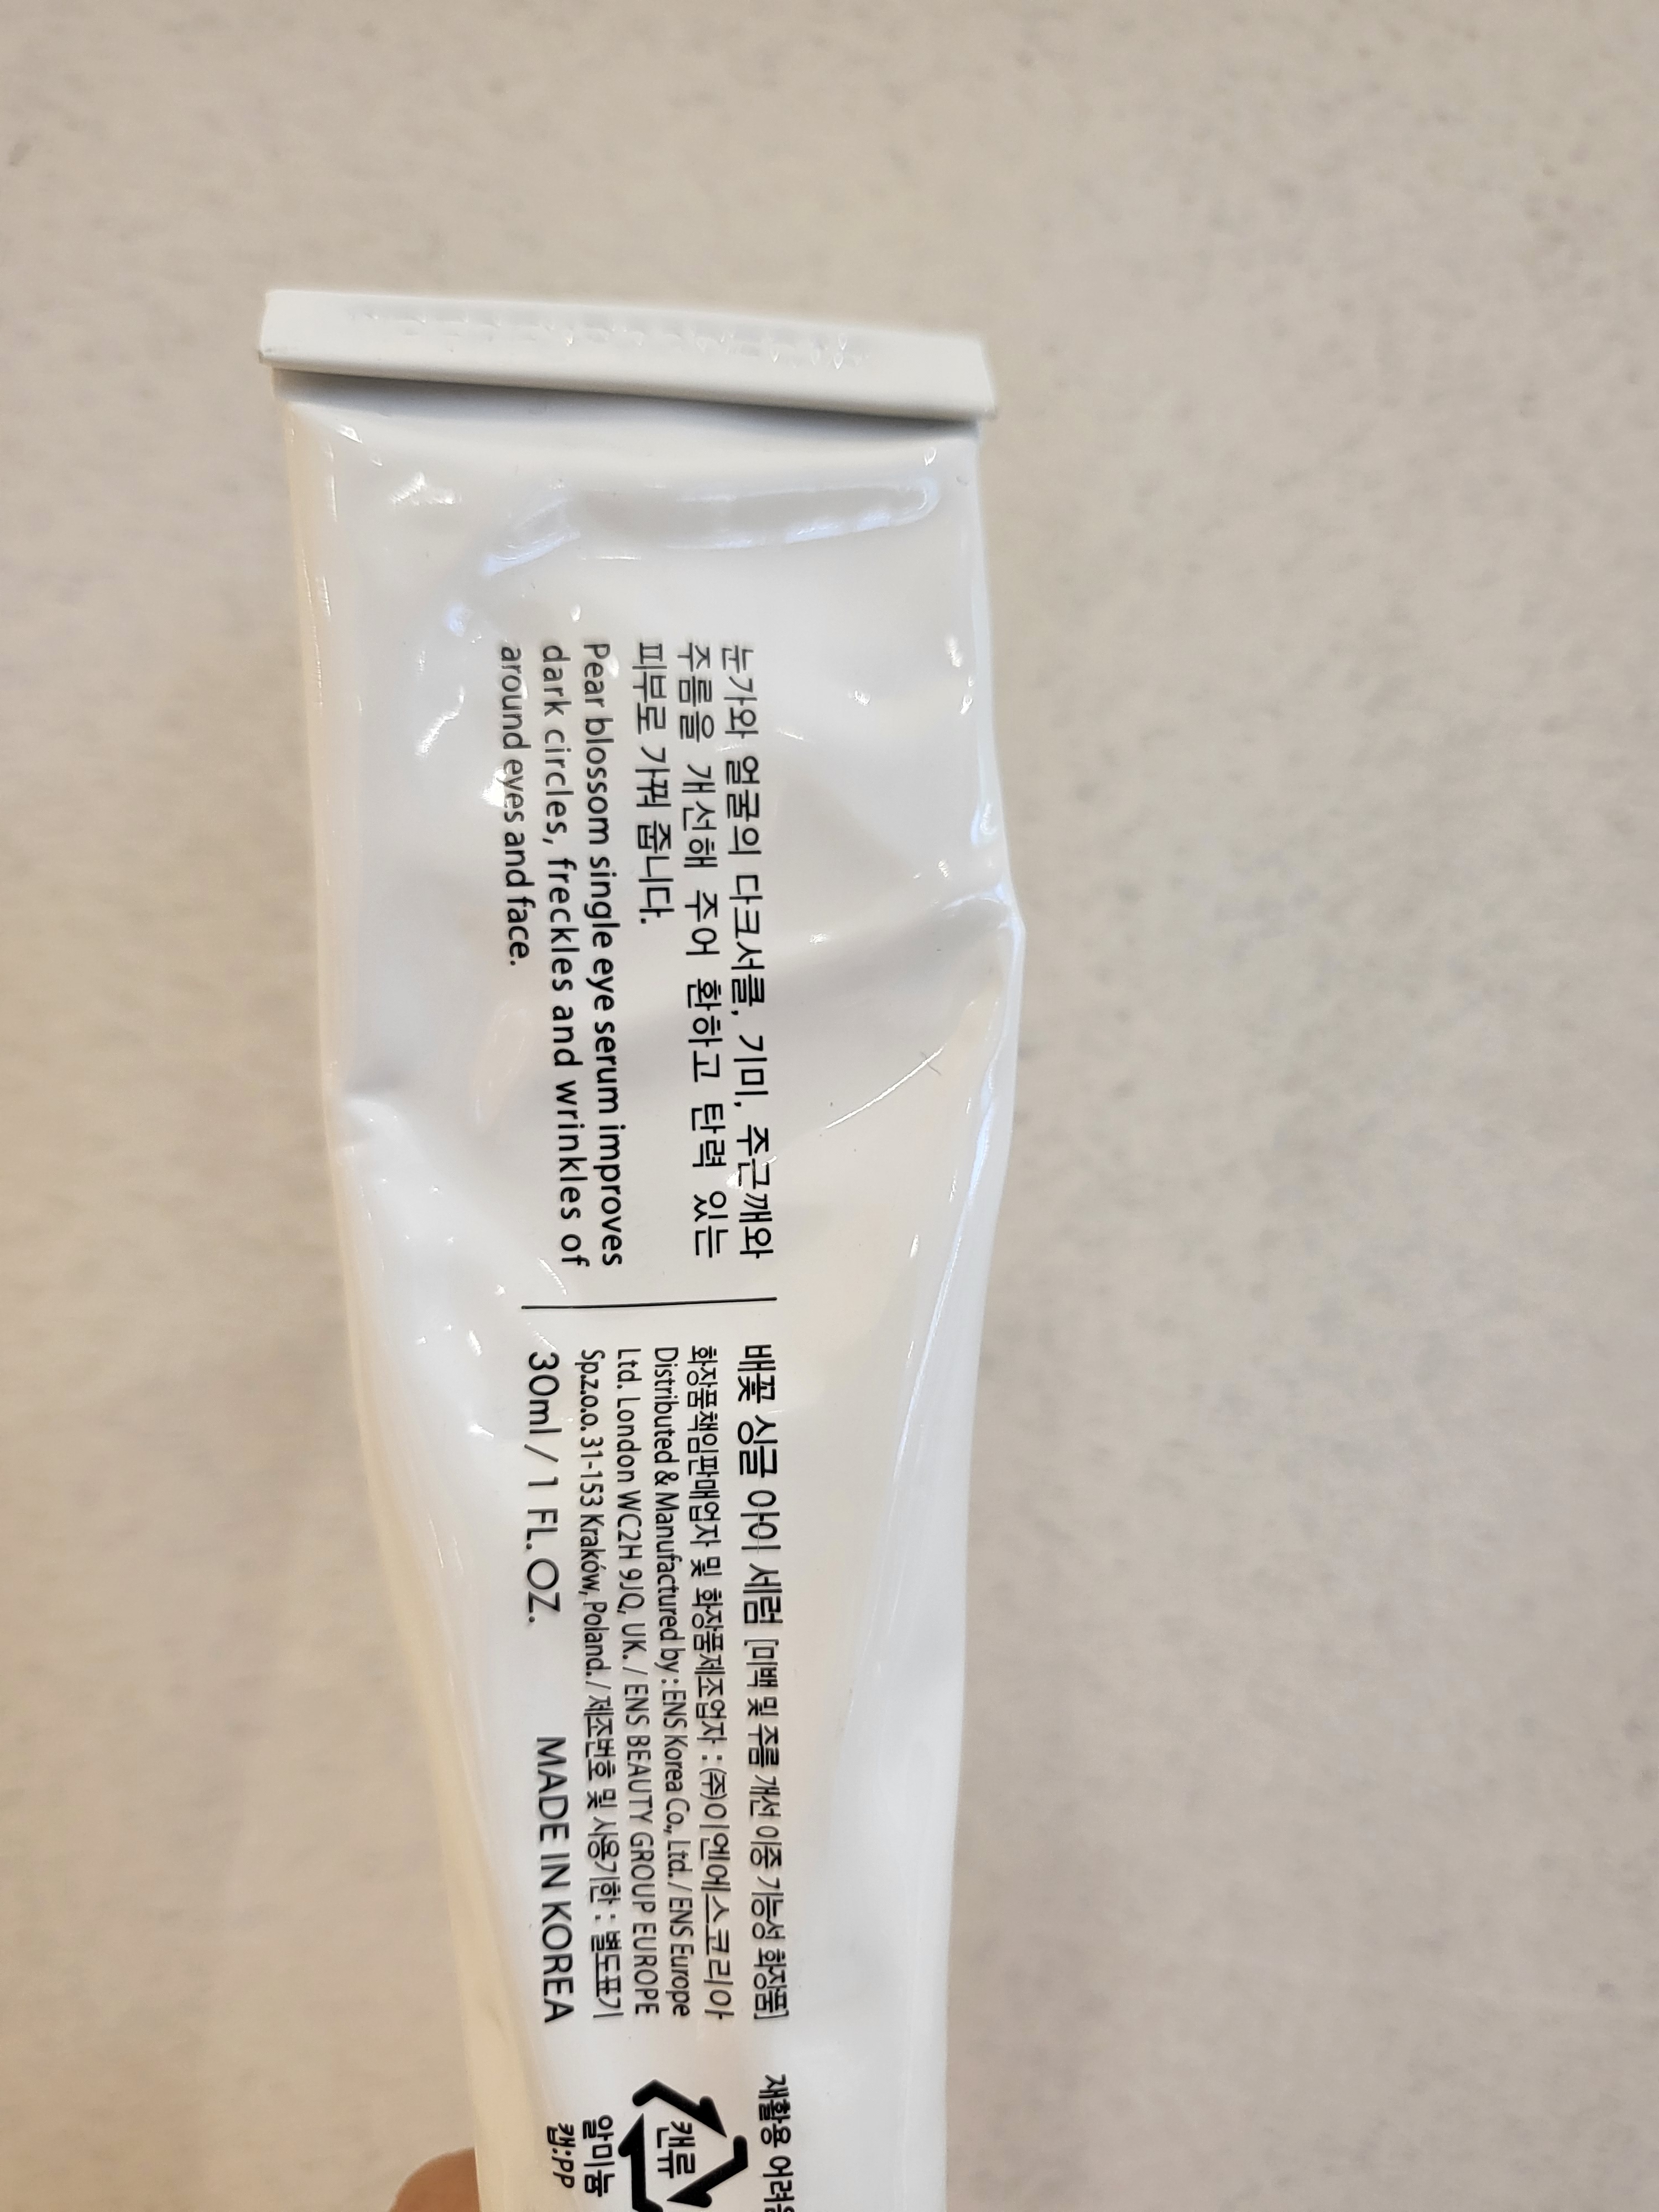 눈가와 얼굴의 다크서클, 기미, 주근깨와
주름을 개선해 주어 환하고 탄력 있는
피부로 가꿔 줍니다.
Pear blossom single eye serum improves
dark circles, freckles and wrinkles of
around eyes and face.
배꽃 싱글 아이 세럼 [미백 및 주름 개선 이중 기능성 화장품]
화장품책임판매업자 및 화장품제조업자 : (주)이엔에스코리아
Distributed & Manufactured by : ENS Korea Co., Ltd. / ENS Europe
Ltd. London WC2H 9JQ, UK. / ENS BEAUTY GROUP EUROPE
Sp.z.o.o. 31-153 Kraków, Poland. / 제조번호 및 사용기한 : 별도표기
30ml / 1 FL. OZ. MADE IN KOREA
재활용 어려
캔류
알미늄
캡:PP